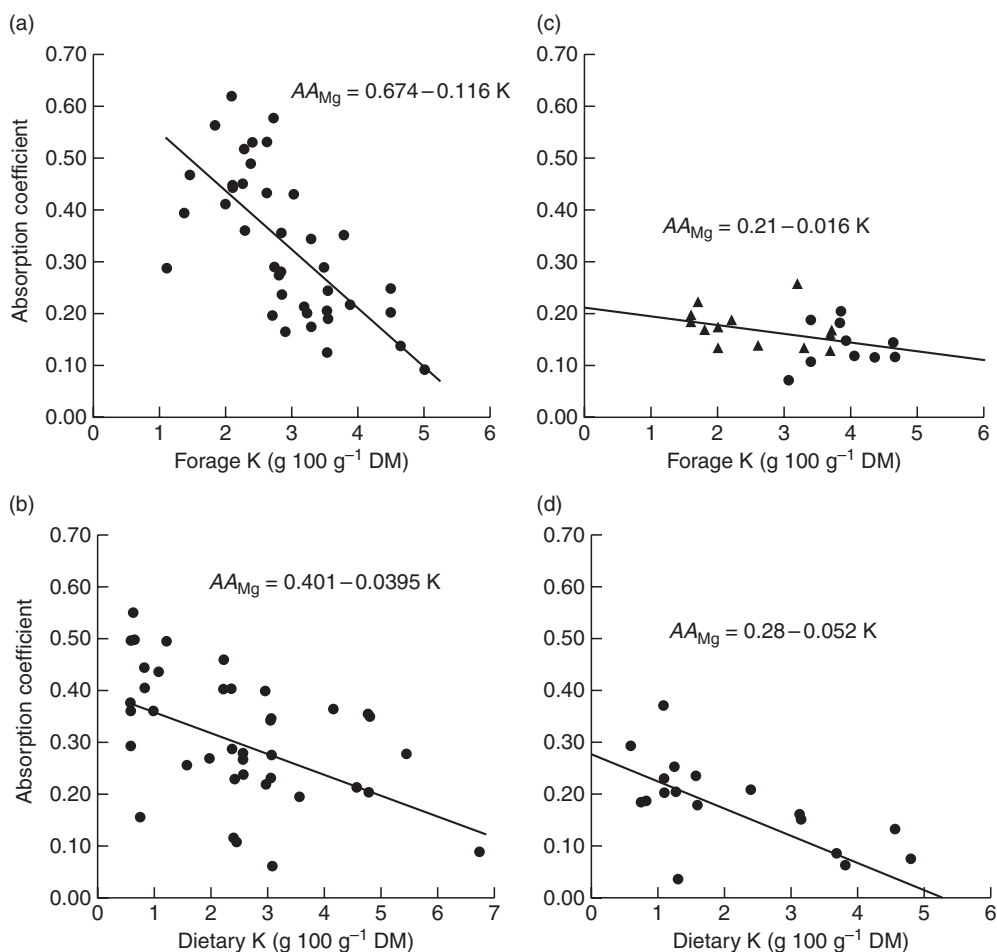 (a)
0.70
0.60
0.50
0.40
0.30
0.20
0.10
0.00
Absorption coefficient
AA_Mg = 0.674–0.116 K
0 1 2 3 4 5 6
Forage K (g 100 g⁻¹ DM)
(c)
0.70
0.60
0.50
0.40
0.30
0.20
0.10
0.00
AA_Mg = 0.21–0.016 K
0 1 2 3 4 5 6
Forage K (g 100 g⁻¹ DM)
(b)
0.70
0.60
0.50
0.40
0.30
0.20
0.10
0.00
Absorption coefficient
AA_Mg = 0.401–0.0395 K
0 1 2 3 4 5 6 7
Dietary K (g 100 g⁻¹ DM)
(d)
0.70
0.60
0.50
0.40
0.30
0.20
0.10
0.00
AA_Mg = 0.28–0.052 K
0 1 2 3 4 5 6
Dietary K (g 100 g⁻¹ DM)